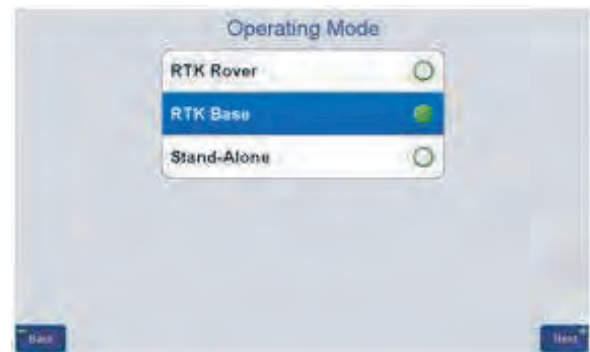 Operating Mode
RTK Rover
RTK Base
Stand-Alone
Back
Next